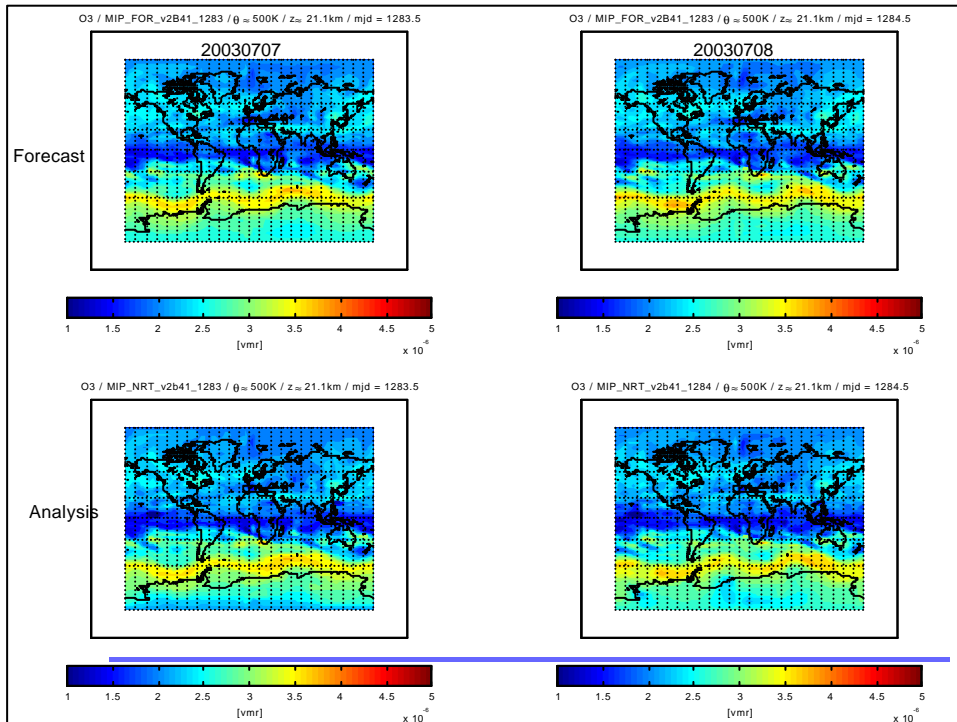 O3 / MIP_FOR_v2B41_1283 / θ ≈ 500K / z≈ 21.1km / mjd = 1283.5
O3 / MIP_FOR_v2B41_1283 / θ ≈ 500K / z≈ 21.1km / mjd = 1284.5
20030707
20030708
Forecast
1 1.5 2 2.5 3 3.5 4 4.5 5
[vmr]
x 10⁻⁶
1 1.5 2 2.5 3 3.5 4 4.5 5
[vmr]
x 10⁻⁶
O3 / MIP_NRT_v2b41_1283 / θ ≈ 500K / z ≈ 21.1km / mjd = 1283.5
O3 / MIP_NRT_v2b41_1284 / θ ≈ 500K / z ≈ 21.1km / mjd = 1284.5
Analysis
1 1.5 2 2.5 3 3.5 4 4.5 5
[vmr]
x 10⁻⁶
1 1.5 2 2.5 3 3.5 4 4.5 5
[vmr]
x 10⁻⁶